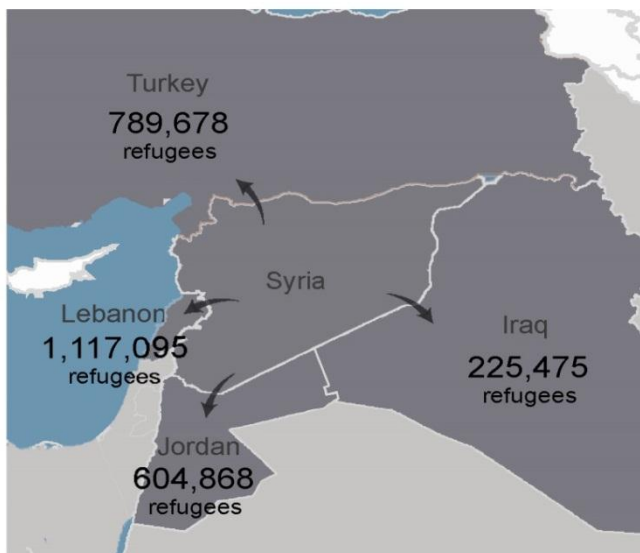 Turkey
789,678
refugees
Syria
Lebanon
1,117,095
refugees
Iraq
225,475
refugees
Jordan
604,868
refugees